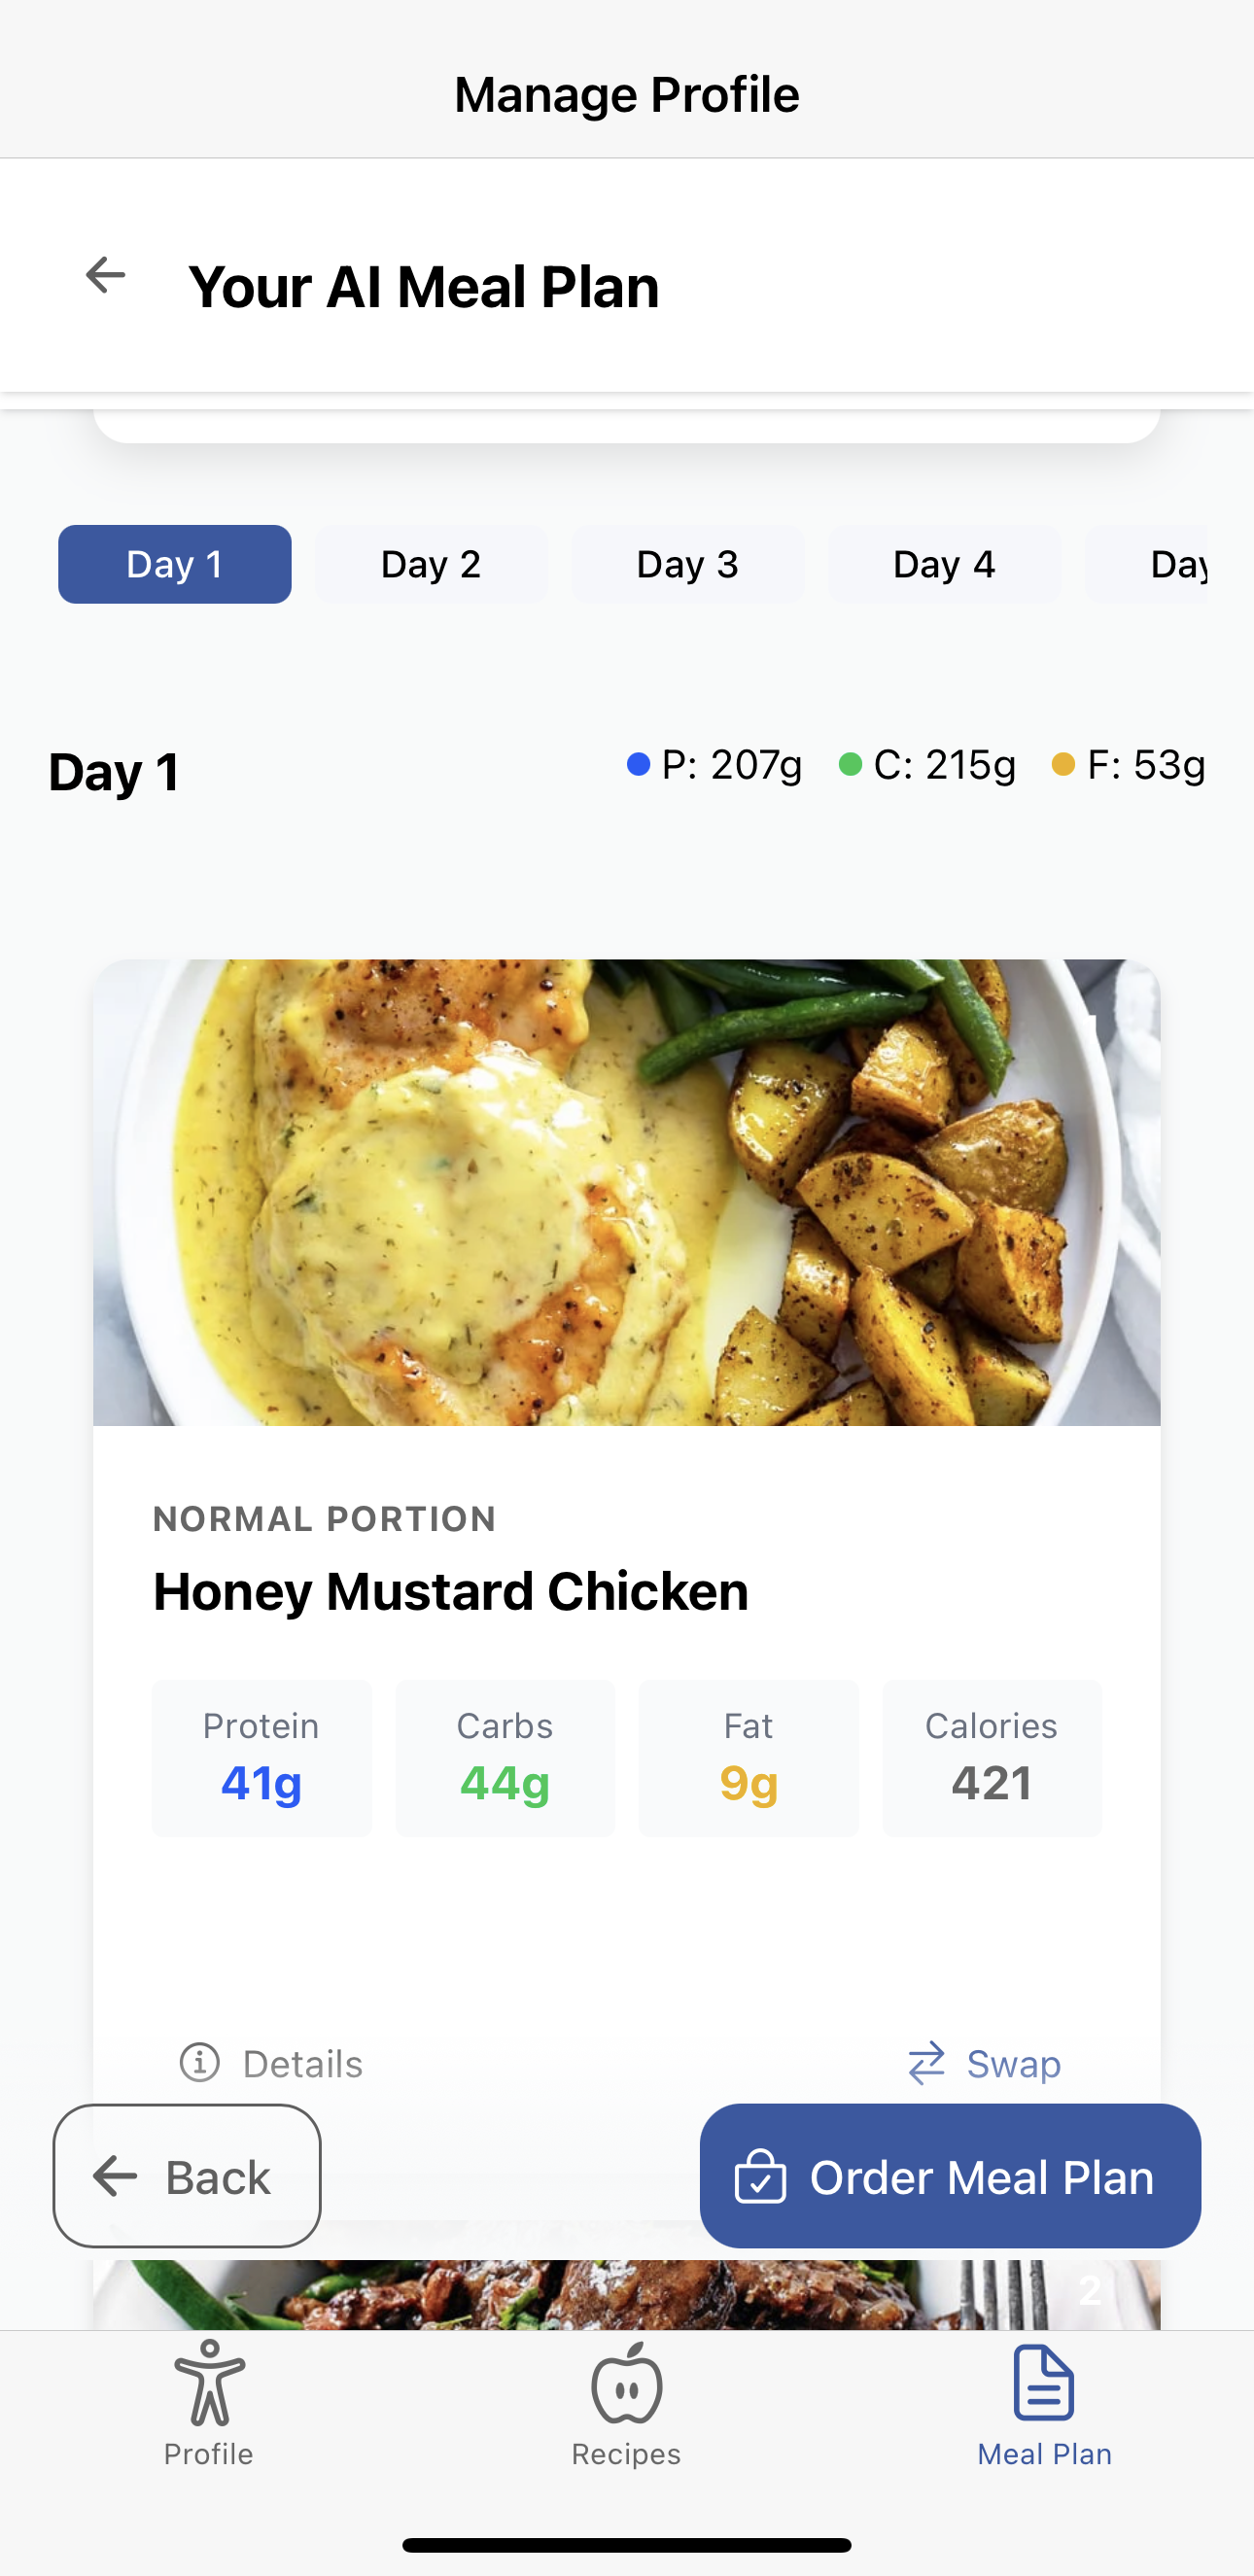 Manage Profile
Your AI Meal Plan
Day 1 Day 2 Day 3 Day 4 Day
Day 1 P: 207g C: 215g F: 53g
1
NORMAL PORTION
Honey Mustard Chicken
Protein Carbs Fat Calories
41g 44g 9g 421
Details Swap
Back Order Meal Plan
2
Profile Recipes Meal Plan